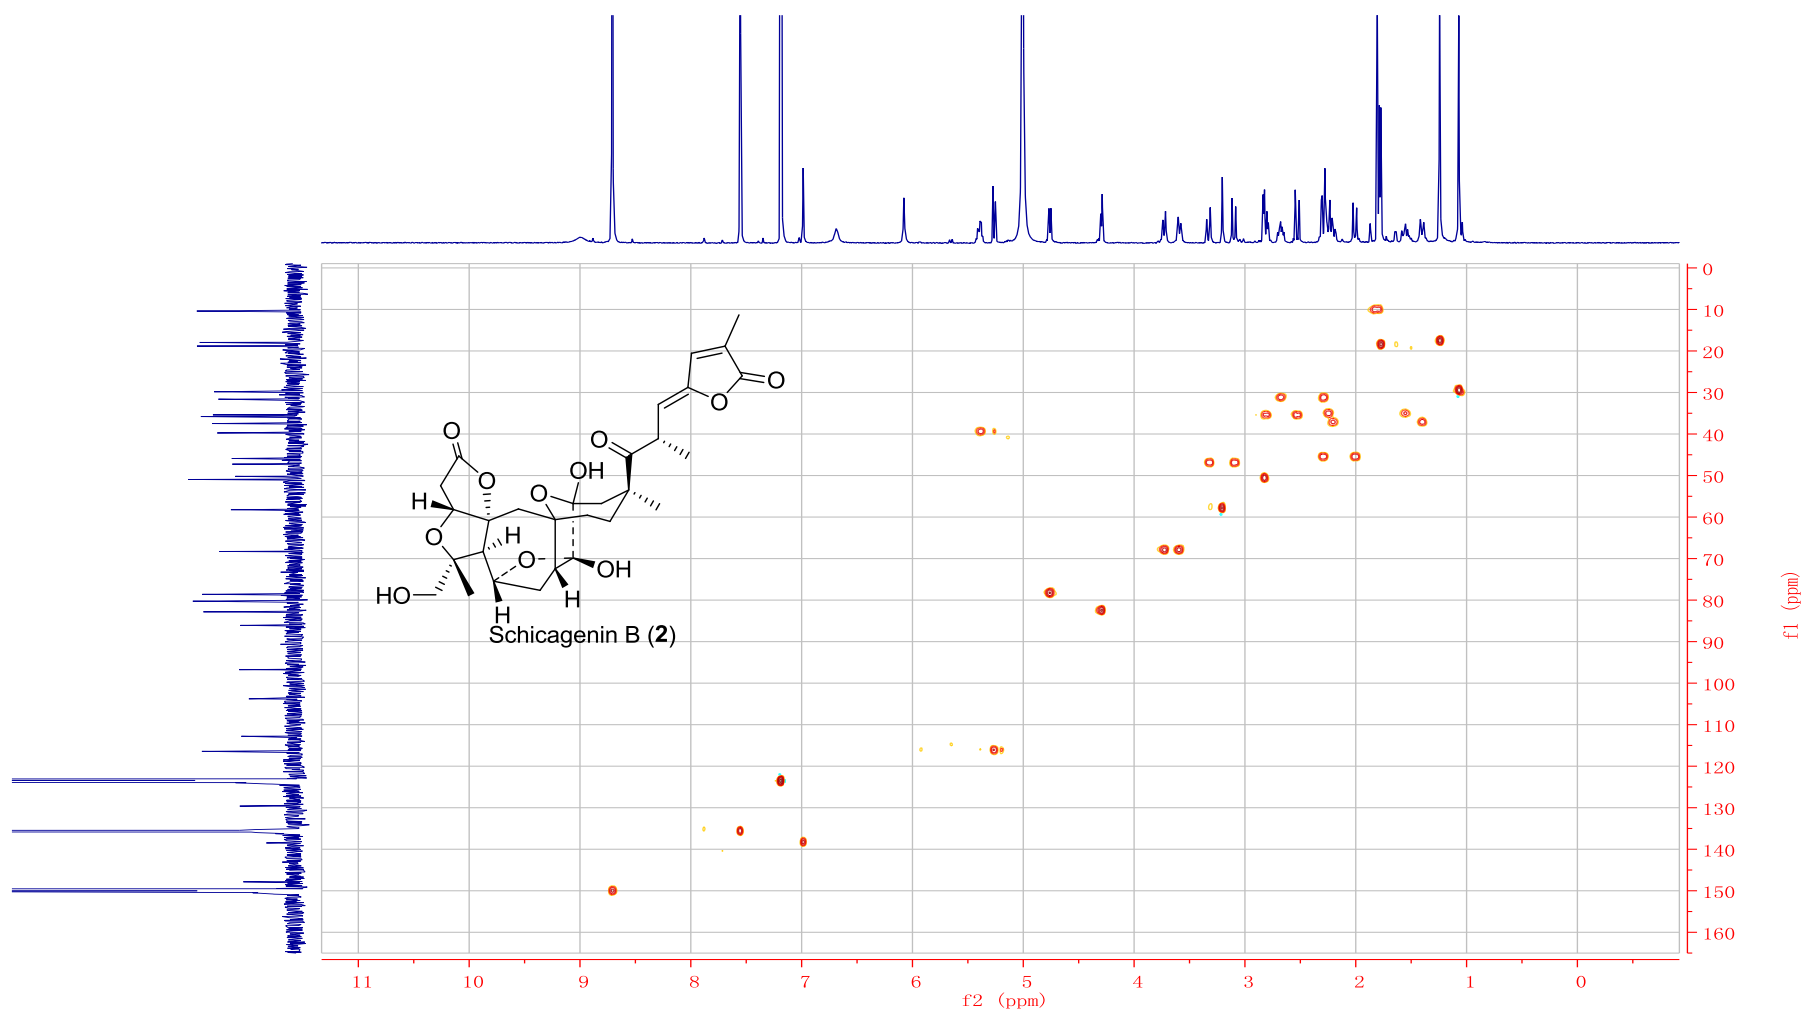 O
O
O
O
OH
O
O
H
O
H
O
OH
HO
H
H
Schicagenin B (2)
0
10
20
30
40
50
60
70
80
90
100
110
120
130
140
150
160
f1 (ppm)
11 10 9 8 7 6 5 4 3 2 1 0
f2 (ppm)